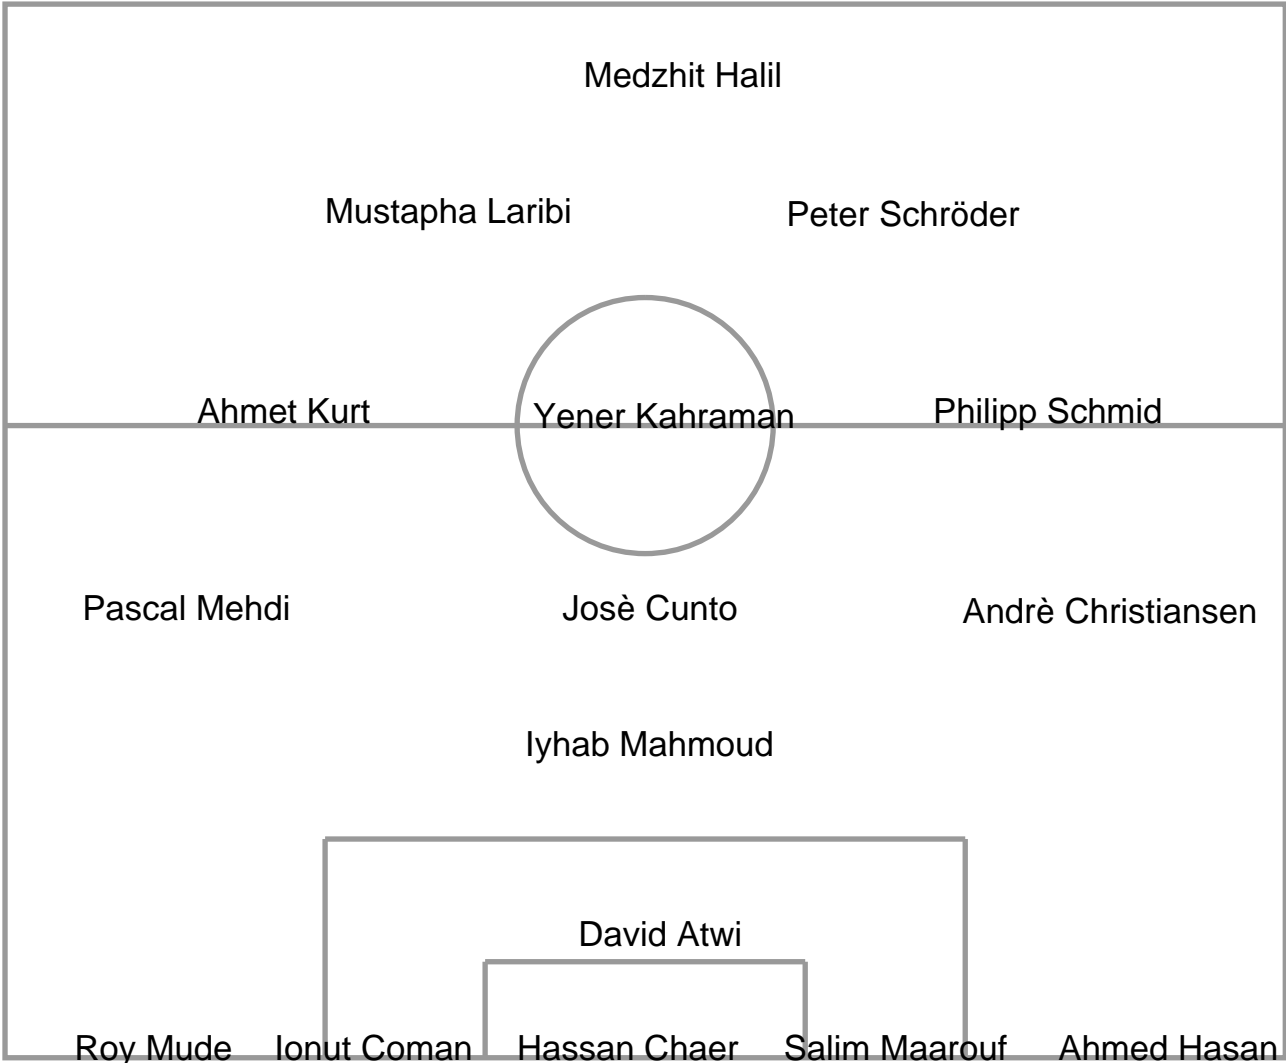 Medzhit Halil
Mustapha Laribi Peter Schröder
Ahmet Kurt Yener Kahraman Philipp Schmid
Pascal Mehdi Josè Cunto Andrè Christiansen
Iyhab Mahmoud
David Atwi
Roy Mude Ionut Coman Hassan Chaer Salim Maarouf Ahmed Hasan